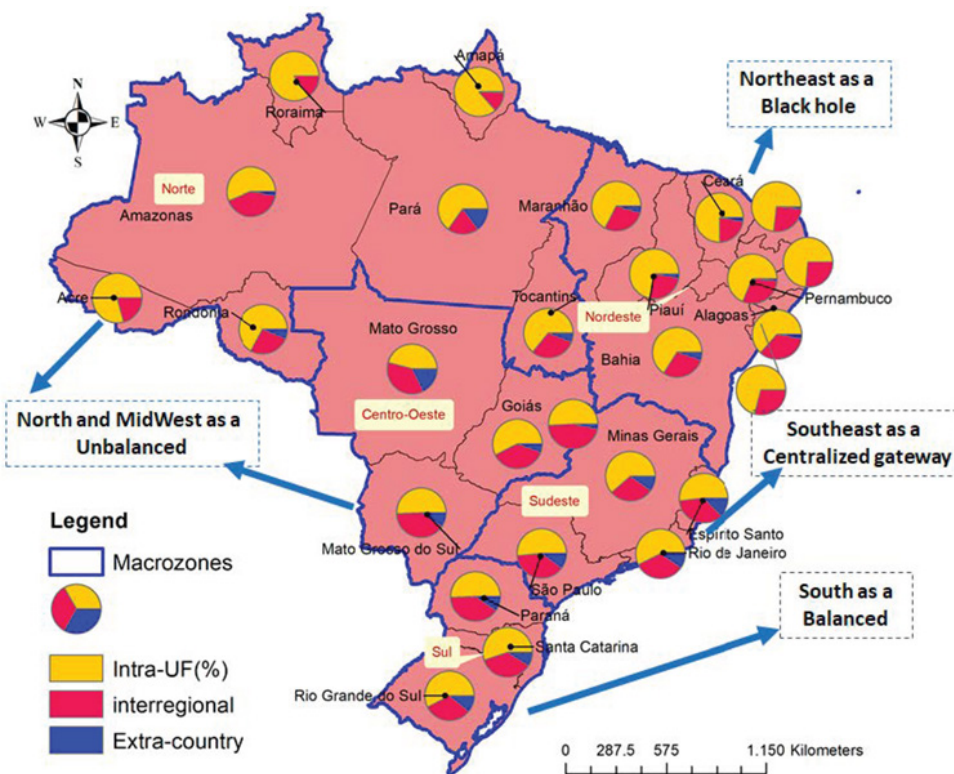 Amapá
Northeast as a
Black hole
N
W
E
S
Roraima
Norte
Amazonas
Pará
Maranhão
Ceará
Acre
Rondonia
Tocantins
Nordeste
Piauí
Pernambuco
Alagoas
Mato Grosso
Bahia
Centro-Oeste
Goiás
Minas Gerais
North and MidWest as a
Unbalanced
Southeast as a
Centralized gateway
Sudeste
Espírito Santo
Rio de Janeiro
Mato Grosso do Sul
São Paulo
Paraná
Legend
Macrozones
South as a
Balanced
Sul
Santa Catarina
Rio Grande do Sul
Intra-UF(%)
interregional
Extra-country
0 287.5 575 1.150 Kilometers